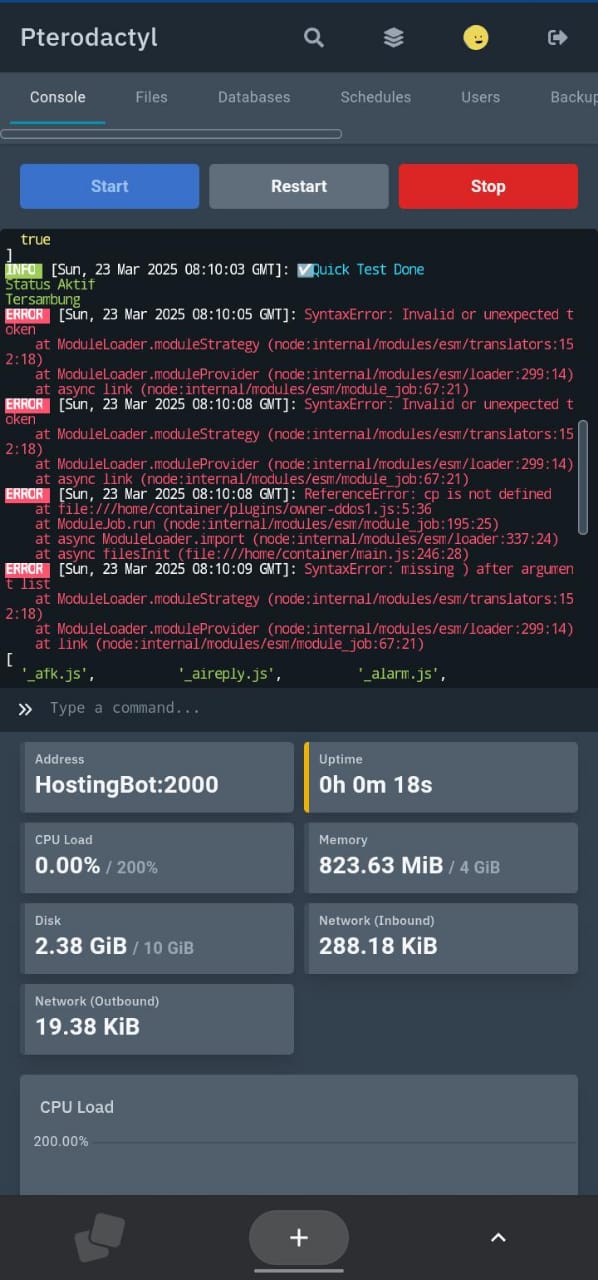 Pterodactyl
Console Files Databases Schedules Users Backup
Start Restart Stop
true
]
INFO [Sun, 23 Mar 2025 08:10:03 GMT]: ☑Quick Test Done
Status Aktif
Tersambung
ERROR [Sun, 23 Mar 2025 08:10:05 GMT]: SyntaxError: Invalid or unexpected t
oken
at ModuleLoader.moduleStrategy (node:internal/modules/esm/translators:15
2:18)
at ModuleLoader.moduleProvider (node:internal/modules/esm/loader:299:14)
at async link (node:internal/modules/esm/module_job:67:21)
ERROR [Sun, 23 Mar 2025 08:10:08 GMT]: SyntaxError: Invalid or unexpected t
oken
at ModuleLoader.moduleStrategy (node:internal/modules/esm/translators:15
2:18)
at ModuleLoader.moduleProvider (node:internal/modules/esm/loader:299:14)
at async link (node:internal/modules/esm/module_job:67:21)
ERROR [Sun, 23 Mar 2025 08:10:08 GMT]: ReferenceError: cp is not defined
at file:///home/container/plugins/owner-ddos1.js:5:36
at ModuleJob.run (node:internal/modules/esm/module_job:195:25)
at async ModuleLoader.import (node:internal/modules/esm/loader:337:24)
at async filesInit (file:///home/container/main.js:246:28)
ERROR [Sun, 23 Mar 2025 08:10:09 GMT]: SyntaxError: missing ) after argumen
t list
at ModuleLoader.moduleStrategy (node:internal/modules/esm/translators:15
2:18)
at ModuleLoader.moduleProvider (node:internal/modules/esm/loader:299:14)
at link (node:internal/modules/esm/module_job:67:21)
[
'_afk.js', '_aireply.js', '_alarm.js',
Type a command...
Address
HostingBot:2000
Uptime
0h 0m 18s
CPU Load
0.00% / 200%
Memory
823.63 MiB / 4 GiB
Disk
2.38 GiB / 10 GiB
Network (Inbound)
288.18 KiB
Network (Outbound)
19.38 KiB
CPU Load
200.00%